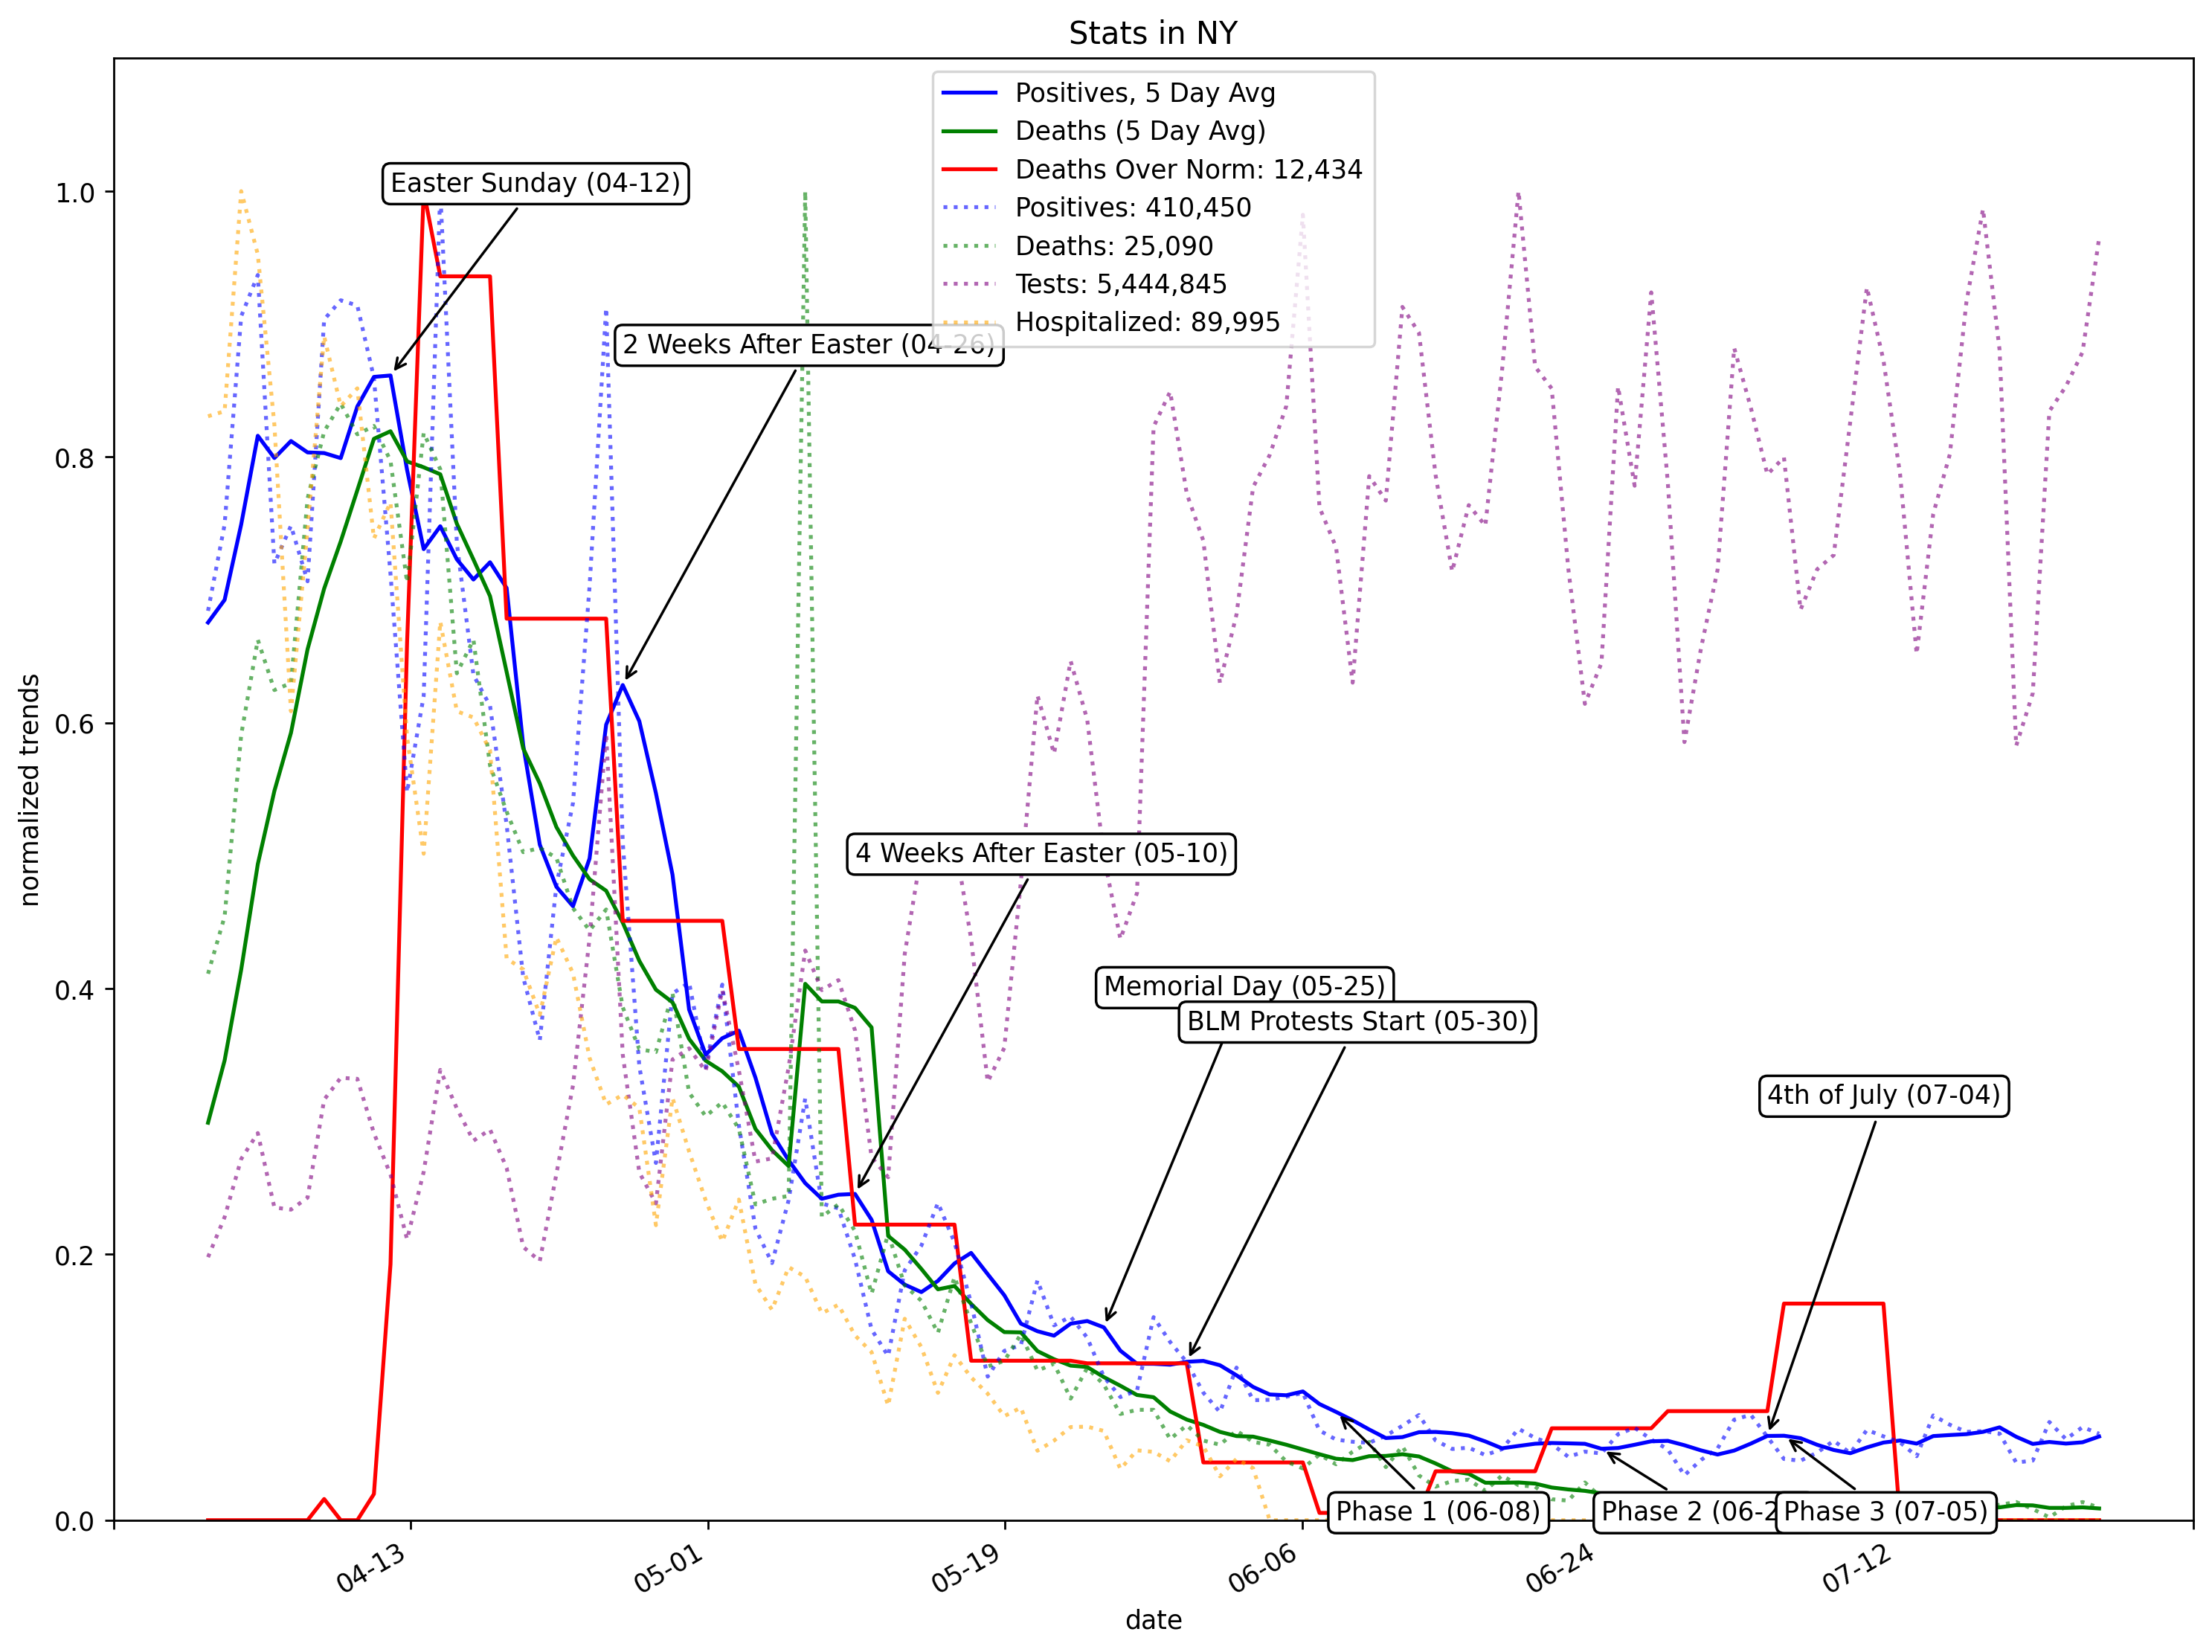 Stats in NY
Positives, 5 Day Avg
Deaths (5 Day Avg)
Deaths Over Norm: 12,434
Positives: 410,450
Deaths: 25,090
Tests: 5,444,845
Hospitalized: 89,995
Easter Sunday (04-12)
2 Weeks After Easter (04-26)
4 Weeks After Easter (05-10)
Memorial Day (05-25)
BLM Protests Start (05-30)
4th of July (07-04)
Phase 1 (06-08)
Phase 2
Phase 3 (07-05)
normalized trends
1.0
0.8
0.6
0.4
0.2
0.0
04-13
05-01
05-19
06-06
06-24
07-12
date